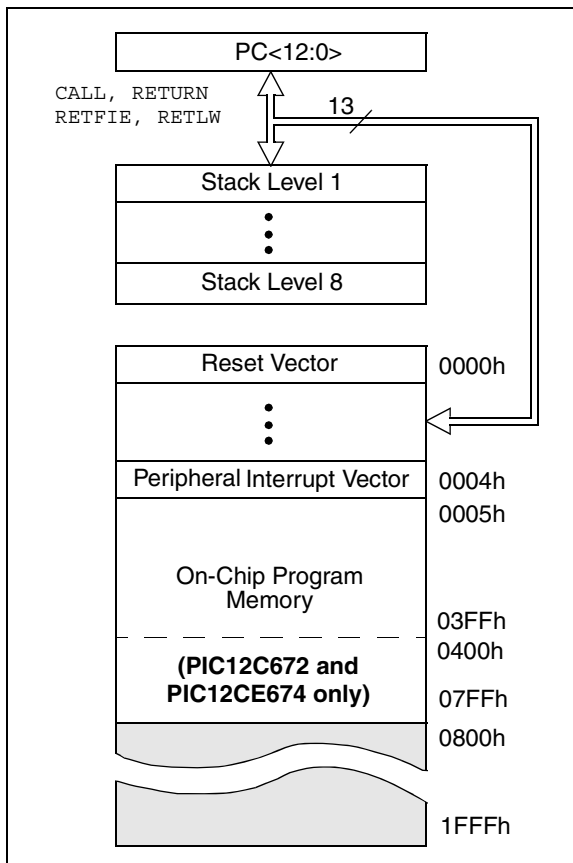 PC<12:0>
CALL, RETURN
RETFIE, RETLW
13
Stack Level 1
Stack Level 8
Reset Vector
0000h
Peripheral Interrupt Vector
0004h
0005h
On-Chip Program
Memory
03FFh
0400h
(PIC12C672 and
PIC12CE674 only)
07FFh
0800h
1FFFh